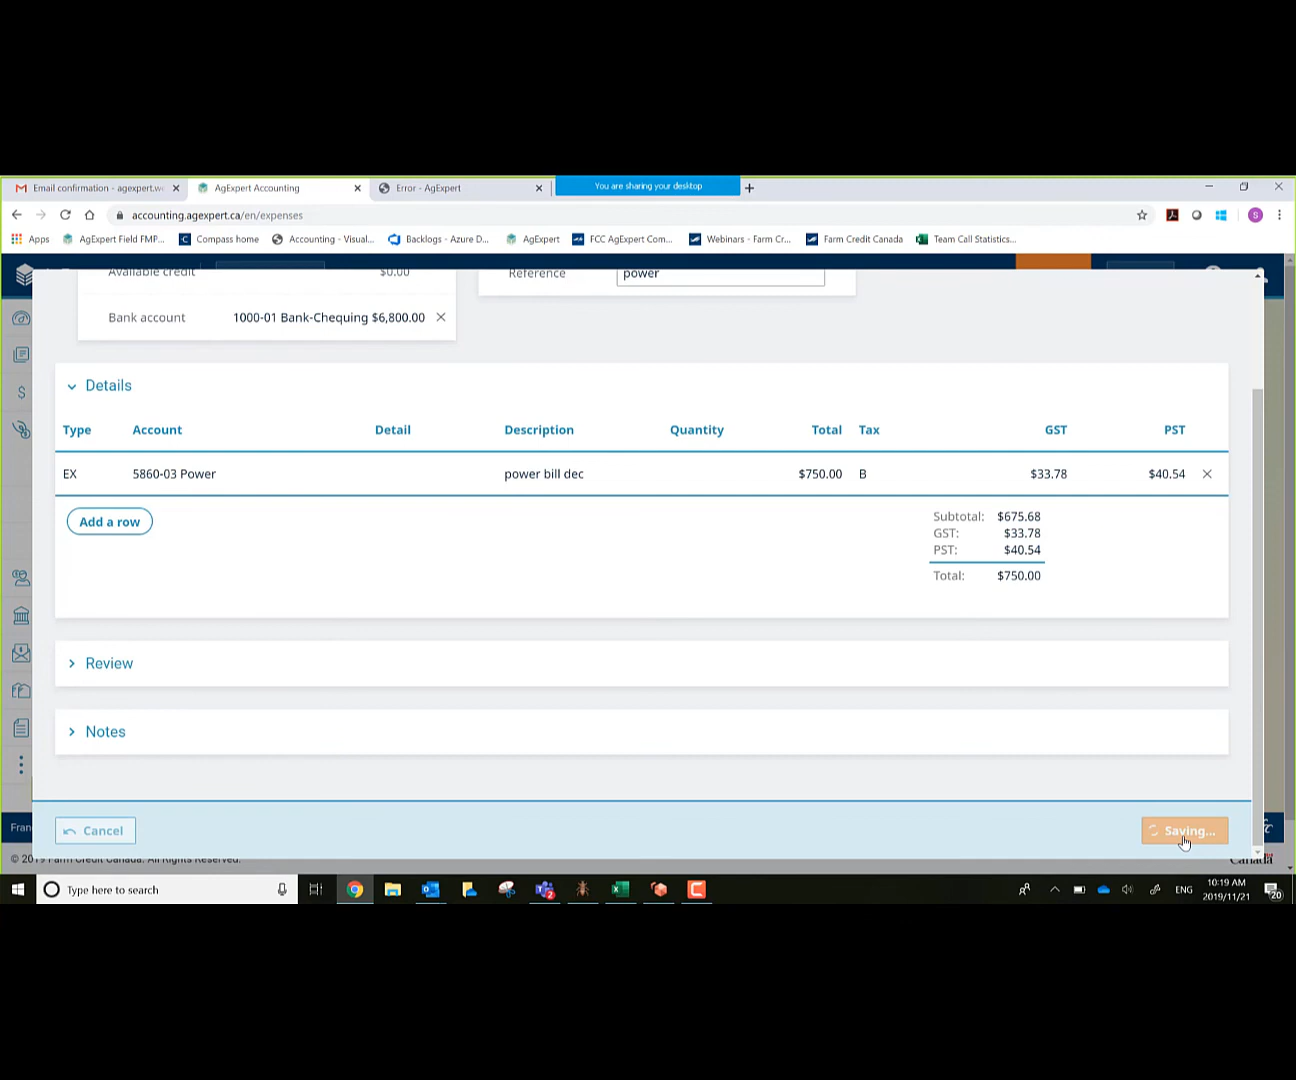 Email confirmation - agexpert.w
AgExpert Accounting
Error - AgExpert
You are sharing your desktop
accounting.agexpert.ca/en/expenses
S
Apps
AgExpert Field FMP...
Compass home
Accounting - Visual...
Backlogs - Azure D...
AgExpert
FCC AgExpert Com...
Webinars - Farm Cr...
Farm Credit Canada
Team Call Statistics...
Available credit $0.00
Reference power
Bank account 1000-01 Bank-Chequing $6,800.00
Details
Type Account Detail Description Quantity Total Tax GST PST
EX 5860-03 Power power bill dec $750.00 B $33.78 $40.54
Add a row
Subtotal: $675.68
GST: $33.78
PST: $40.54
Total: $750.00
Review
Notes
Cancel
Saving...
Fran
© 2019 Farm Credit Canada. All Rights Reserved.
Canada
Type here to search
2
ENG
10:19 AM
2019/11/21
20